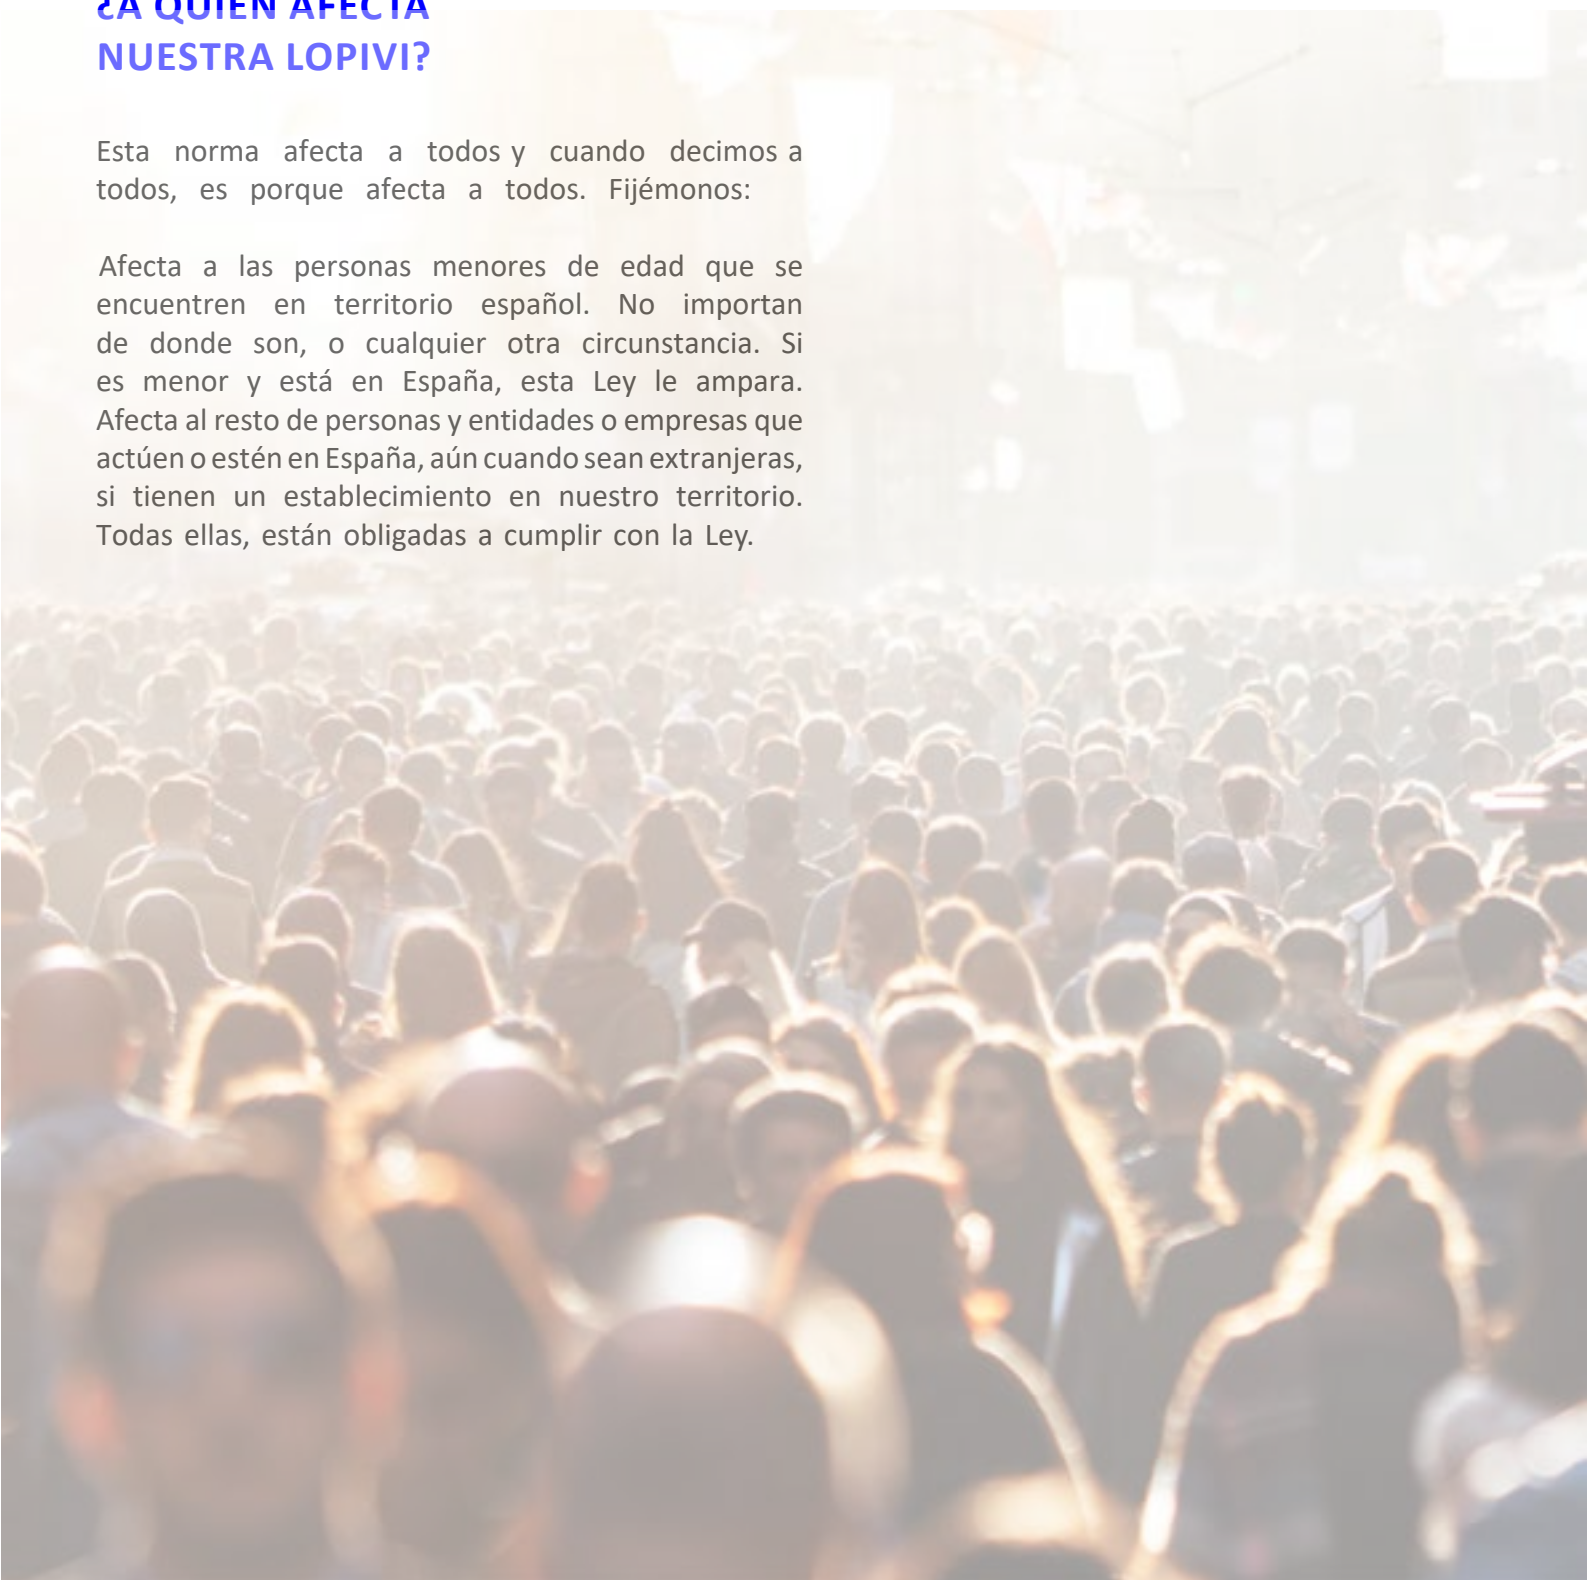 ¿A QUIÉN AFECTA
NUESTRA LOPIVI?
Esta norma afecta a todos y cuando decimos a
todos, es porque afecta a todos. Fijémonos:
Afecta a las personas menores de edad que se
encuentren en territorio español. No importan
de donde son, o cualquier otra circunstancia. Si
es menor y está en España, esta Ley le ampara.
Afecta al resto de personas y entidades o empresas que
actúen o estén en España, aún cuando sean extranjeras,
si tienen un establecimiento en nuestro territorio.
Todas ellas, están obligadas a cumplir con la Ley.